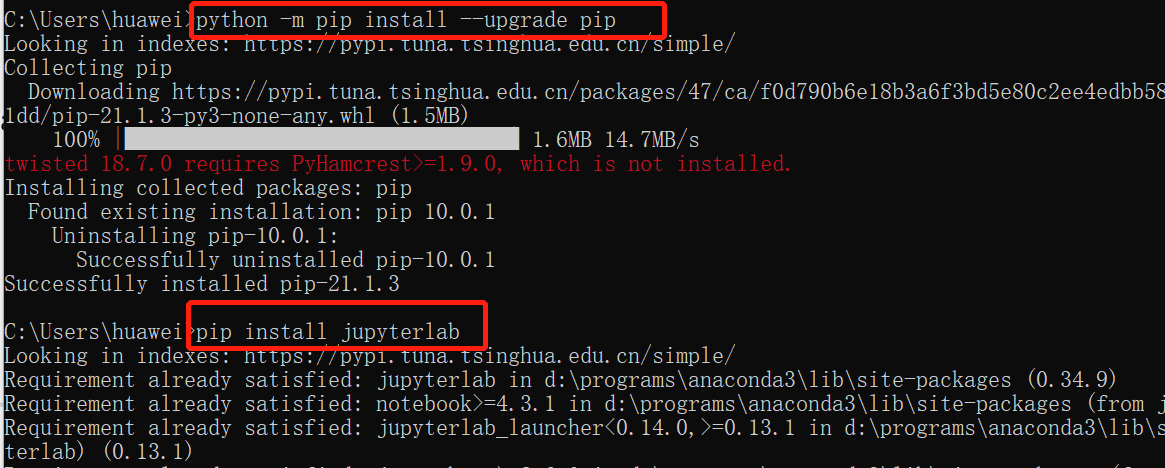 C:\Users\huawei>python -m pip install --upgrade pip
Looking in indexes: https://pypi.tuna.tsinghua.edu.cn/simple/
Collecting pip
Downloading https://pypi.tuna.tsinghua.edu.cn/packages/47/ca/f0d790b6e18b3a6f3bd5e80c2ee4edbb58
1dd/pip-21.1.3-py3-none-any.whl (1.5MB)
100% | 1.6MB 14.7MB/s
twisted 18.7.0 requires PyHamcrest>=1.9.0, which is not installed.
Installing collected packages: pip
Found existing installation: pip 10.0.1
Uninstalling pip-10.0.1:
Successfully uninstalled pip-10.0.1
Successfully installed pip-21.1.3
C:\Users\huawei>pip install jupyterlab
Looking in indexes: https://pypi.tuna.tsinghua.edu.cn/simple/
Requirement already satisfied: jupyterlab in d:\programs\anaconda3\lib\site-packages (0.34.9)
Requirement already satisfied: notebook>=4.3.1 in d:\programs\anaconda3\lib\site-packages (from j
Requirement already satisfied: jupyterlab_launcher<0.14.0,>=0.13.1 in d:\programs\anaconda3\lib\s
terlab) (0.13.1)